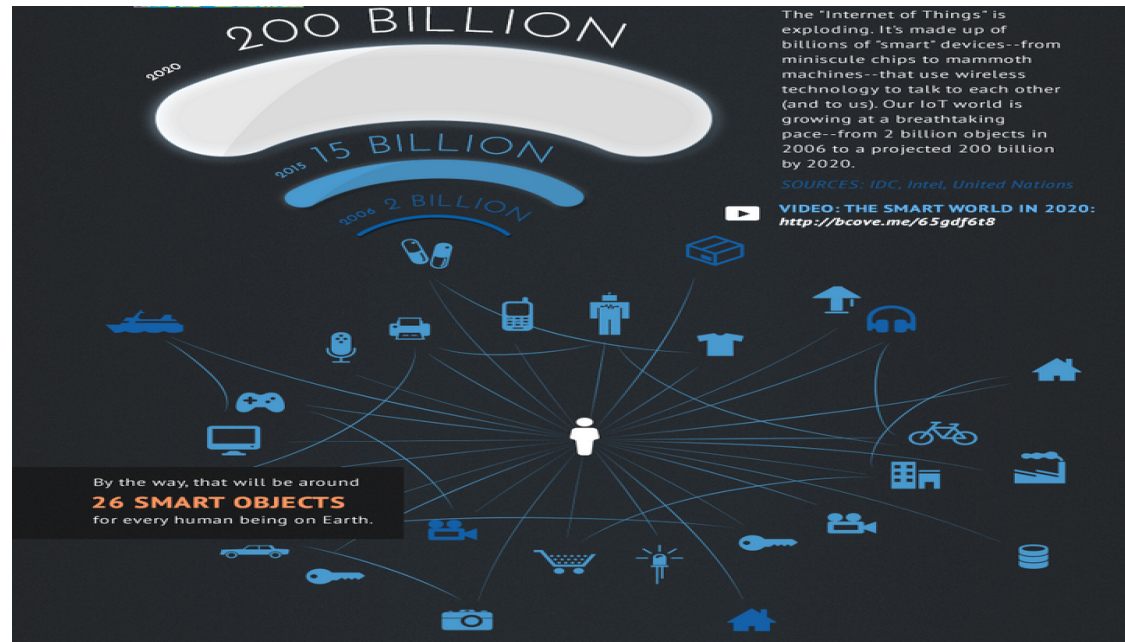 200 BILLION
2020
15 BILLION
2015
2 BILLION
2006
The "Internet of Things" is
exploding. It's made up of
billions of "smart" devices--from
miniscule chips to mammoth
machines--that use wireless
technology to talk to each other
(and to us). Our IoT world is
growing at a breathtaking
pace--from 2 billion objects in
2006 to a projected 200 billion
by 2020.
SOURCES: IDC, Intel, United Nations
VIDEO: THE SMART WORLD IN 2020:
http://bcove.me/65gdf6t8
By the way, that will be around
26 SMART OBJECTS
for every human being on Earth.